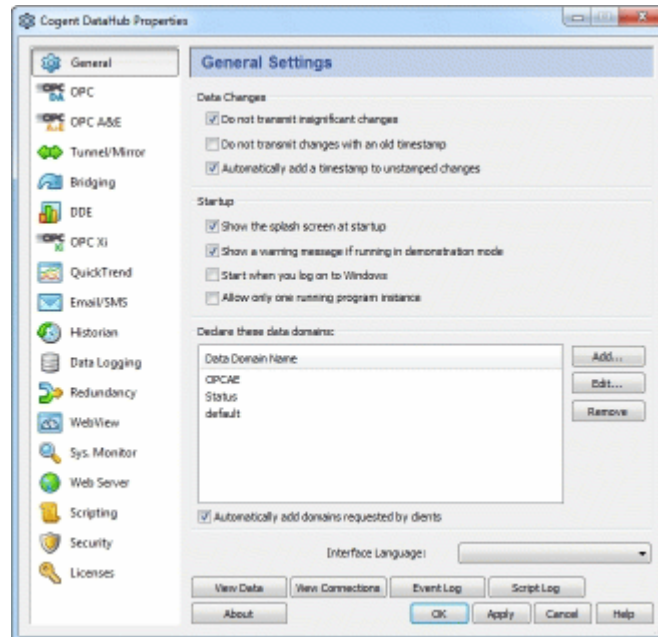 Cogent DataHub Properties
General
OPC DA OPC
OPC A&E OPC A&E
Tunnel/Mirror
Bridging
DDE
OPC Xi OPC Xi
QuickTrend
Email/SMS
Historian
Data Logging
Redundancy
WebView
Sys. Monitor
Web Server
Scripting
Security
Licenses
General Settings
Data Changes
Do not transmit insignificant changes
Do not transmit changes with an old timestamp
Automatically add a timestamp to unstamped changes
Startup
Show the splash screen at startup
Show a warning message if running in demonstration mode
Start when you log on to Windows
Allow only one running program instance
Declare these data domains:
Data Domain Name
OPCAE
Status
default
Add...
Edit...
Remove
Automatically add domains requested by clients
Interface Language:
View Data View Connections Event Log Script Log
About OK Apply Cancel Help